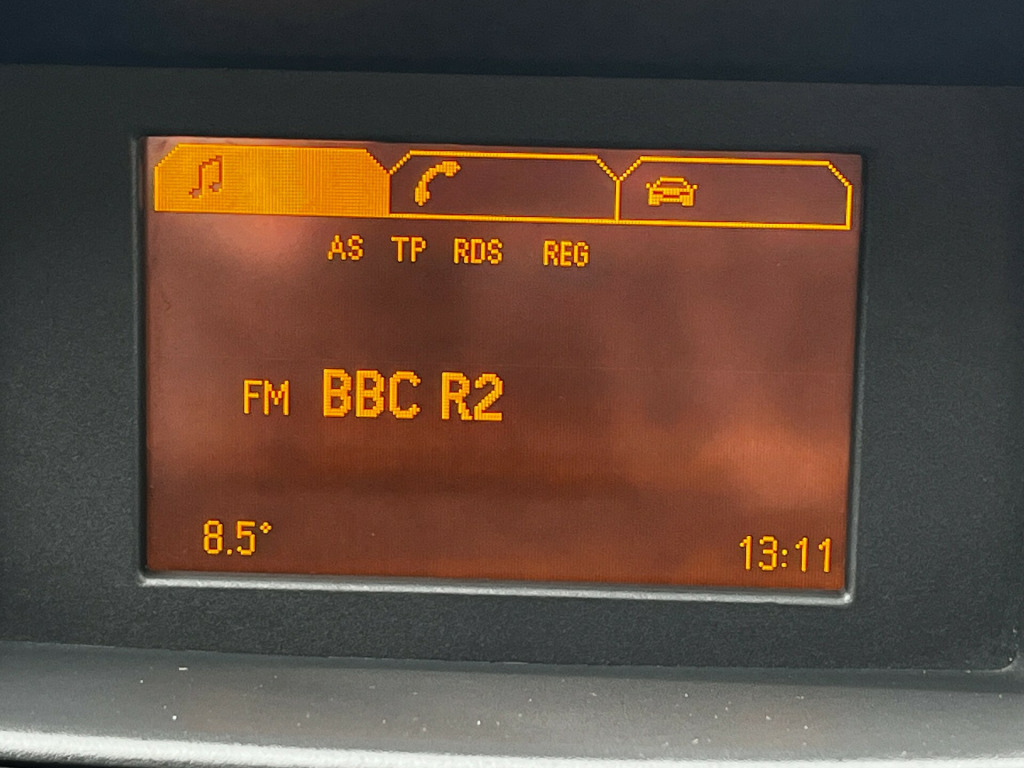 AS TP RDS REG
FM BBC R2
8.5° 13:11